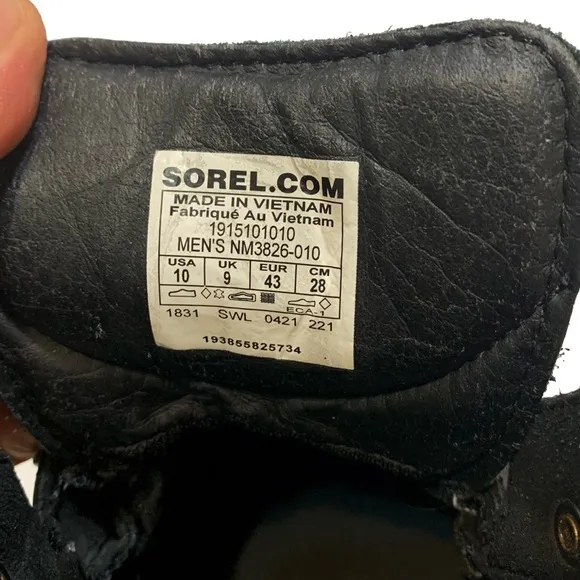 SOREL.COM
MADE IN VIETNAM
Fabriqué Au Vietnam
1915101010
MEN'S NM3826-010
USA UK EUR CM
10 9 43 28
ECA-1
1831 SWL 0421 221
193855825734